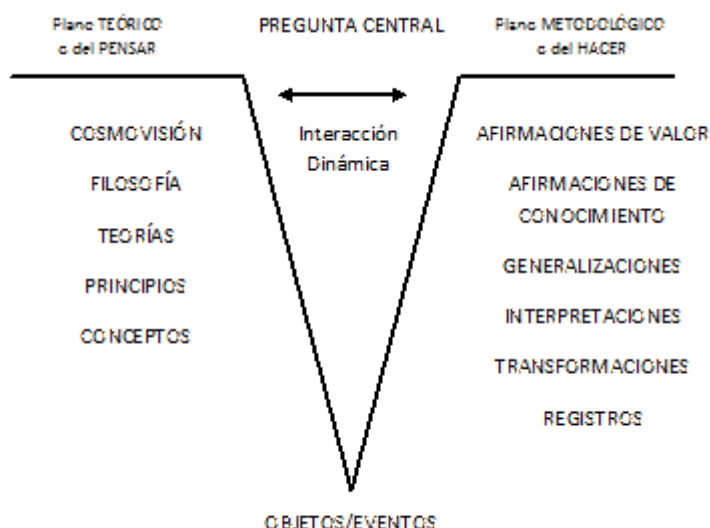 Plano TEÓRICO
o del PENSAR
PREGUNTA CENTRAL
Plano METODOLÓGICO
o del HACER
Interacción
Dinámica
COSMOVISIÓN
FILOSOFÍA
TEORÍAS
PRINCIPIOS
CONCEPTOS
AFIRMACIONES DE VALOR
AFIRMACIONES DE
CONOCIMIENTO
GENERALIZACIONES
INTERPRETACIONES
TRANSFORMACIONES
REGISTROS
OBJETOS/EVENTOS